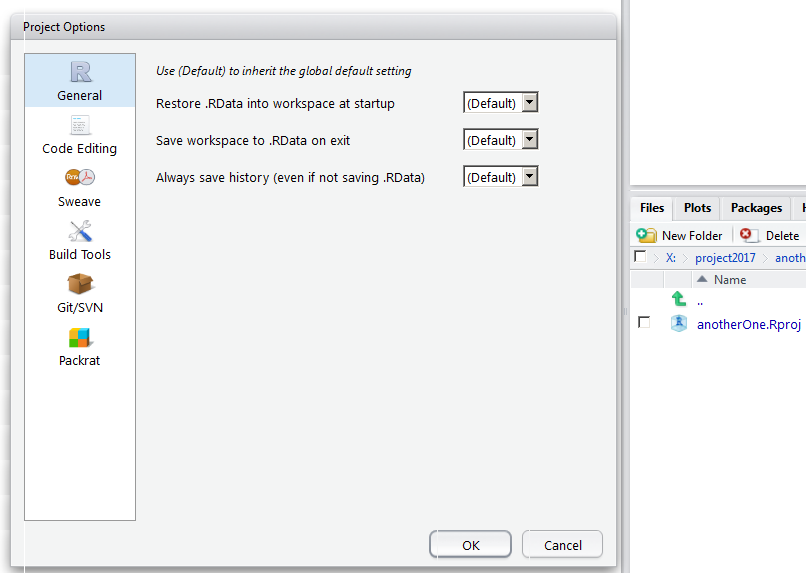 Project Options
General
Code Editing
Sweave
Build Tools
Git/SVN
Packrat
Use (Default) to inherit the global default setting
Restore .RData into workspace at startup (Default)
Save workspace to .RData on exit (Default)
Always save history (even if not saving .RData) (Default)
OK Cancel
Files Plots Packages
New Folder Delete
X: project2017 anoth
Name
..
anotherOne.Rproj